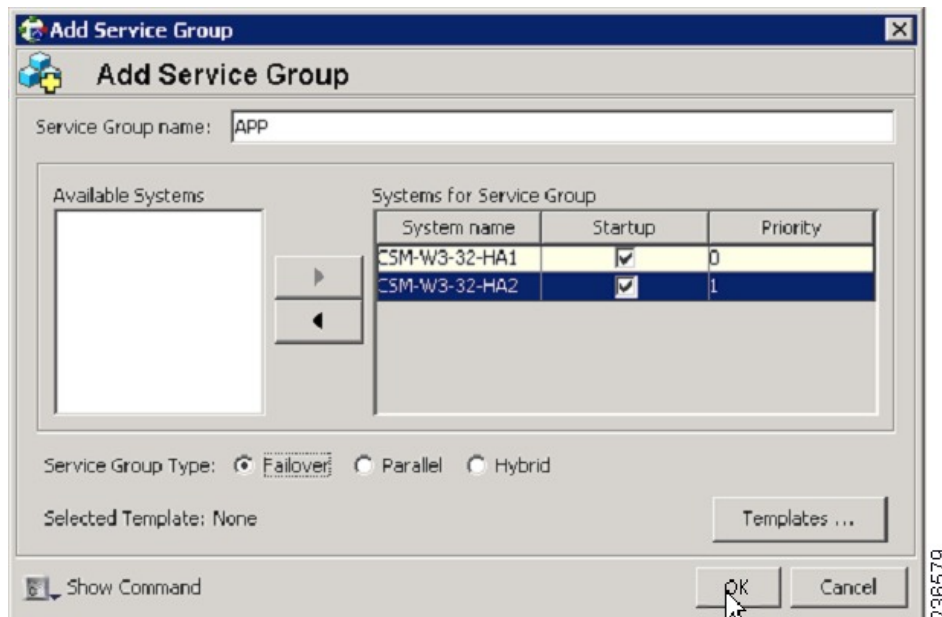 Add Service Group
Add Service Group
Service Group name: APP
Available Systems
Systems for Service Group
System name Startup Priority
CSM-W3-32-HA1 0
CSM-W3-32-HA2 1
Service Group Type: Failover Parallel Hybrid
Selected Template: None
Templates ...
Show Command
OK Cancel
236579